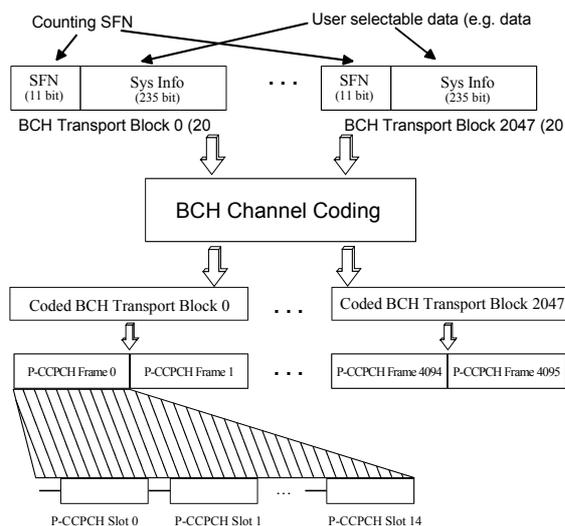 Counting SFN
User selectable data (e.g. data
SFN
(11 bit)
Sys Info
(235 bit)
. . .
SFN
(11 bit)
Sys Info
(235 bit)
BCH Transport Block 0 (20
BCH Transport Block 2047 (20
BCH Channel Coding
Coded BCH Transport Block 0
. . .
Coded BCH Transport Block 2047
P-CCPCH Frame 0
P-CCPCH Frame 1
. . .
P-CCPCH Frame 4094
P-CCPCH Frame 4095
...
P-CCPCH Slot 0
P-CCPCH Slot 1
P-CCPCH Slot 14